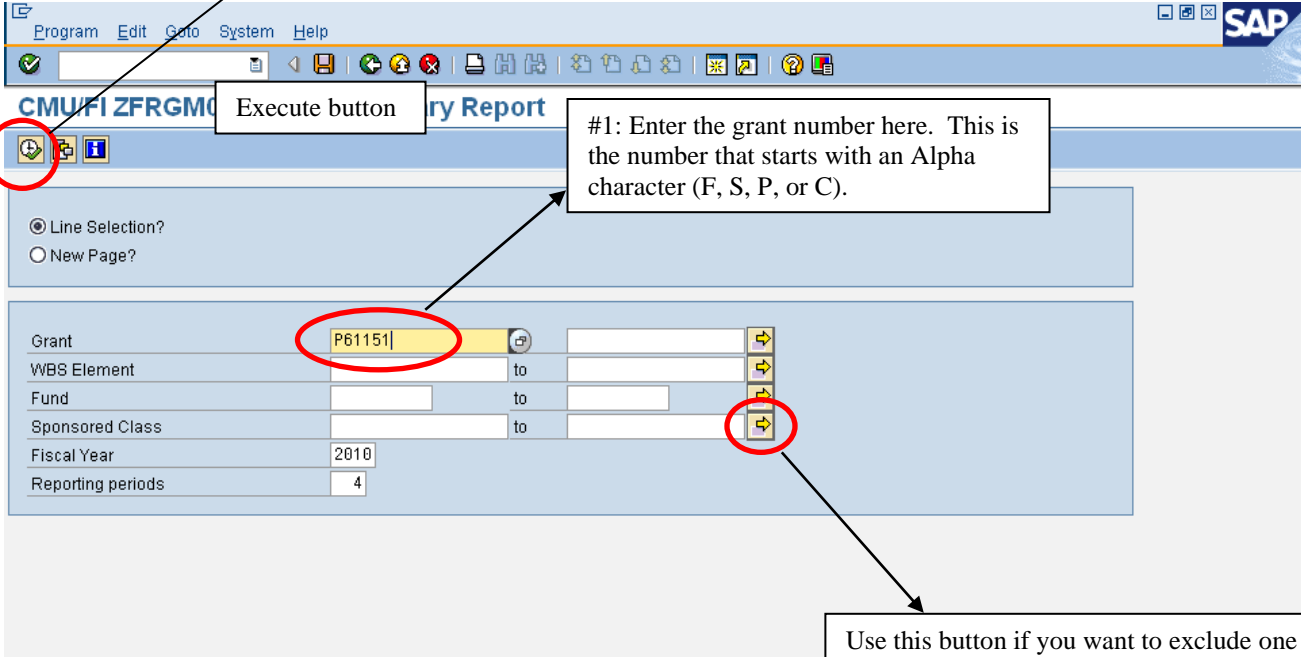 Program Edit Goto System Help
SAP
CMU/FI ZFRGM
Execute button
ry Report
#1: Enter the grant number here. This is
the number that starts with an Alpha
character (F, S, P, or C).
Line Selection?
New Page?
Grant P61151
WBS Element to
Fund to
Sponsored Class to
Fiscal Year 2010
Reporting periods 4
Use this button if you want to exclude one